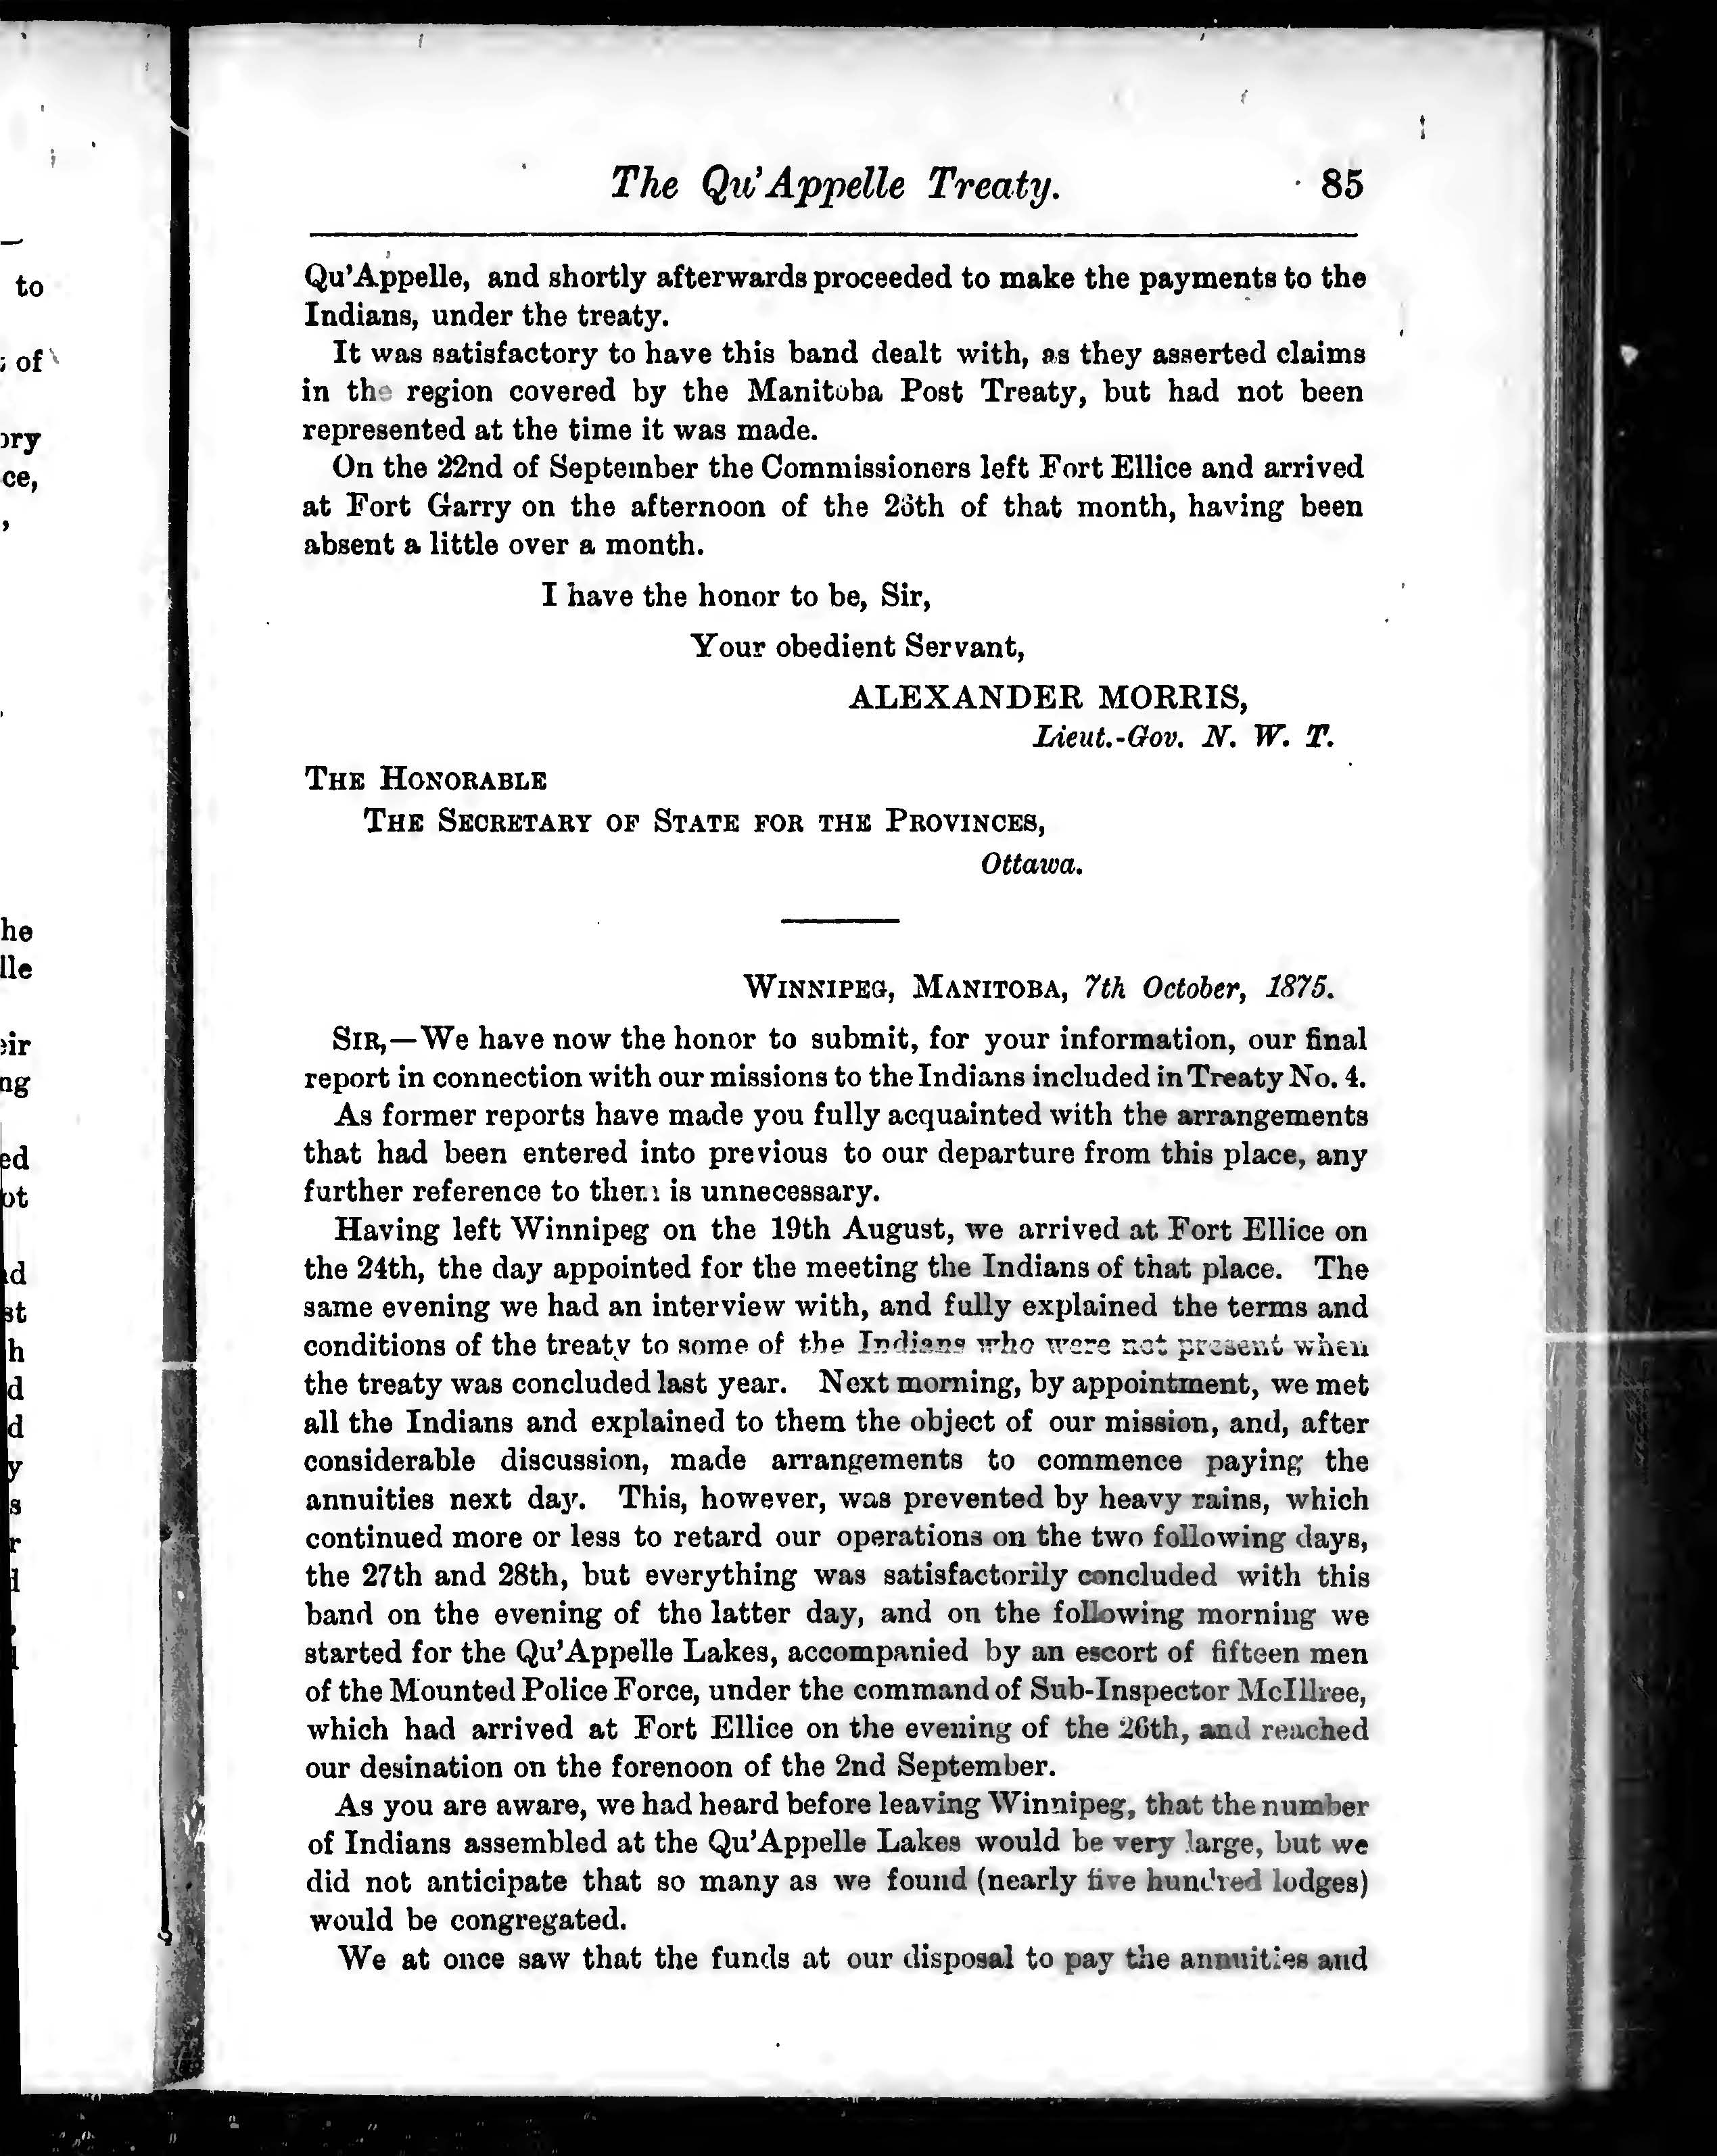 The Qu'Appelle Treaty. 85
Qu'Appelle, and shortly afterwards proceeded to make the payments to the
Indians, under the treaty.
It was satisfactory to have this band dealt with, as they asserted claims
in the region covered by the Manitoba Post Treaty, but had not been
represented at the time it was made.
On the 22nd of September the Commissioners left Fort Ellice and arrived
at Fort Garry on the afternoon of the of that month, having been
absent a little over a month.
I have the honor to be, Sir,
Your obedient Servant,
ALEXANDER MORRIS,
Lieut.-Gov. N. W. T.
THE HONORABLE
THE SECRETARY OF STATE FOR THE PROVINCES,
Ottawa.
WINNIPEG, MANITOBA, 7th October, 1875.
SIR,—We have now the honor to submit, for your information, our final
report in connection with our missions to the Indians included in Treaty No. 4.
As former reports have made you fully acquainted with the arrangements
that had been entered into previous to our departure from this place, any
further reference to them is unnecessary.
Having left Winnipeg on the 19th August, we arrived at Fort Ellice on
the 24th, the day appointed for the meeting the Indians of that place. The
same evening we had an interview with, and fully explained the terms and
conditions of the treaty to some of the Indians who were not present when
the treaty was concluded last year. Next morning, by appointment, we met
all the Indians and explained to them the object of our mission, and, after
considerable discussion, made arrangements to commence paying the
annuities next day. This, however, was prevented by heavy rains, which
continued more or less to retard our operations on the two following days,
the 27th and 28th, but everything was satisfactorily concluded with this
band on the evening of the latter day, and on the following morning we
started for the Qu'Appelle Lakes, accompanied by an escort of fifteen men
of the Mounted Police Force, under the command of Sub-Inspector McIllree,
which had arrived at Fort Ellice on the evening of the 26th, and reached
our desination on the forenoon of the 2nd September.
As you are aware, we had heard before leaving Winnipeg, that the number
of Indians assembled at the Qu'Appelle Lakes would be very large, but we
did not anticipate that so many as we found (nearly five hundred lodges)
would be congregated.
We at once saw that the funds at our disposal to pay the annuities and